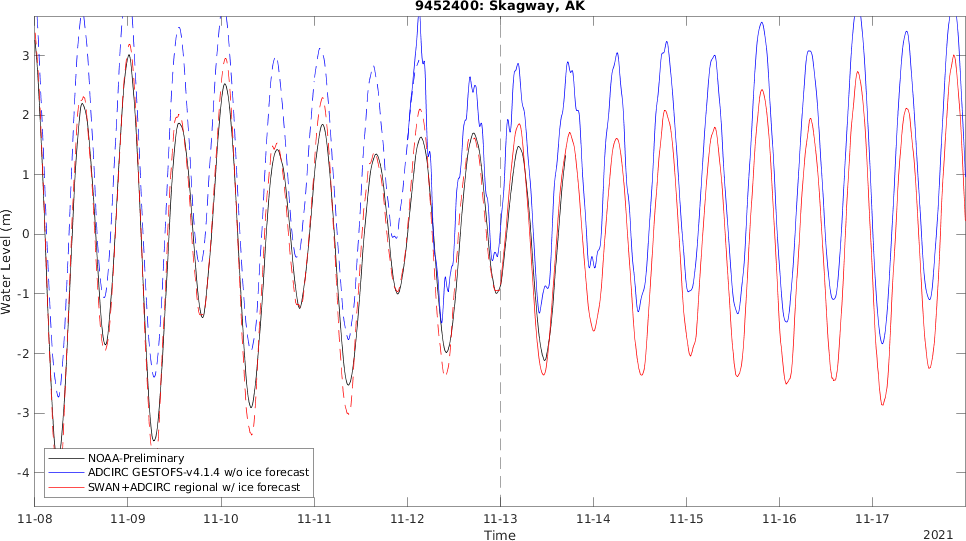 9452400: Skagway, AK
Water Level (m)
3
2
1
0
-1
-2
-3
-4
NOAA-Preliminary
ADCIRC GESTOFS-v4.1.4 w/o ice forecast
SWAN+ADCIRC regional w/ ice forecast
11-08 11-09 11-10 11-11 11-12 11-13 11-14 11-15 11-16 11-17
Time
2021